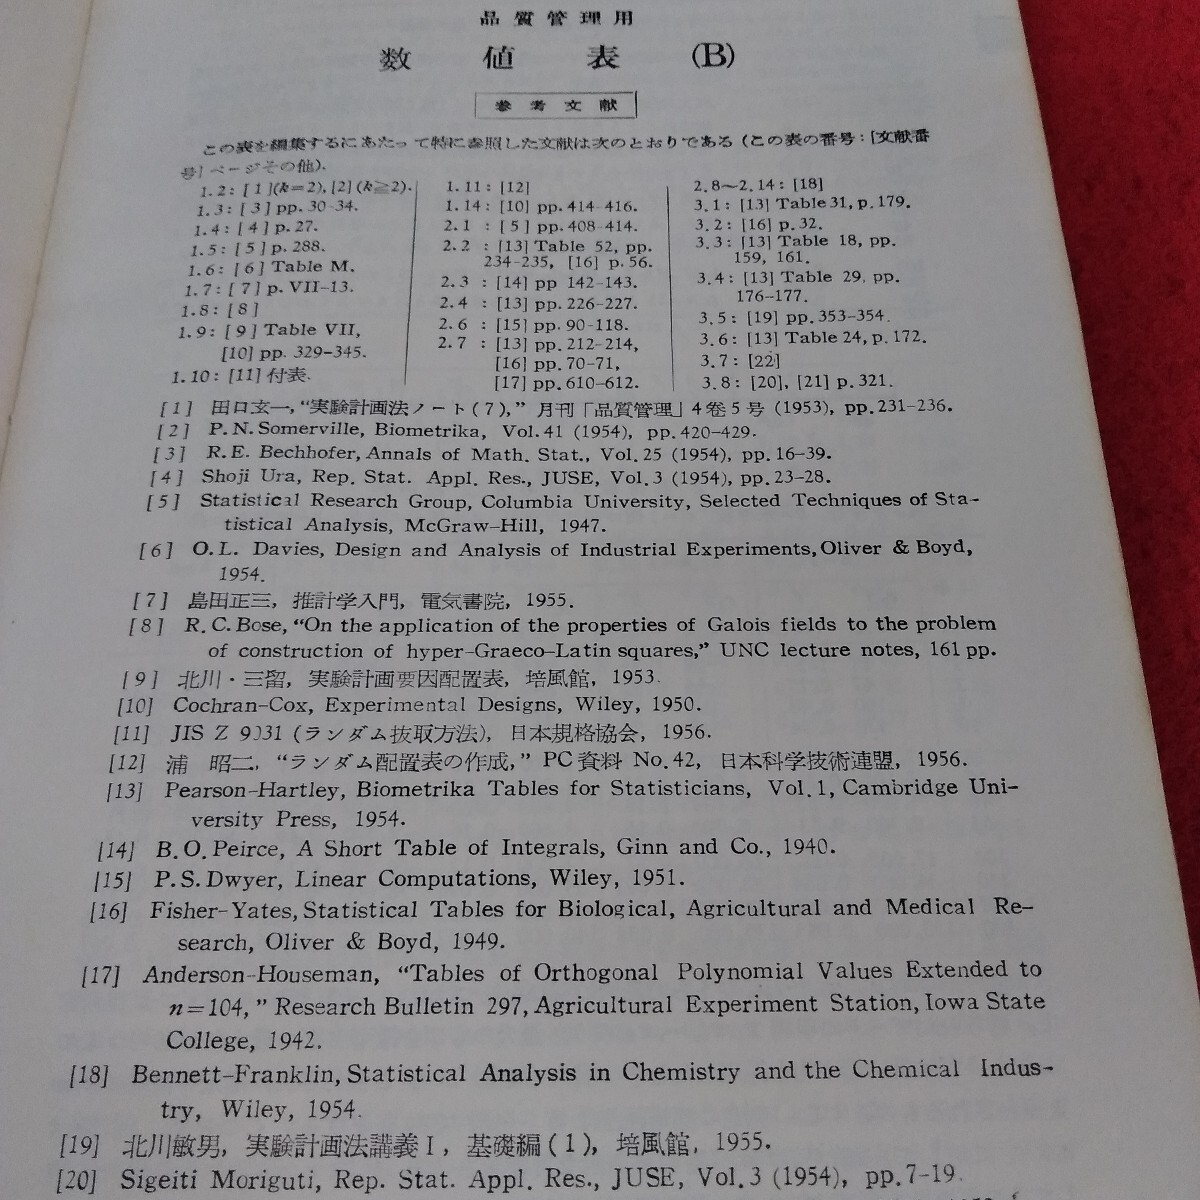 品質管理用
数値表 (B)
参考文献
この表を編集するにあたって特に参照した文献は次のとおりである (この表の番号:[文献番
号] ページその他).
1.2: [1](k=2), [2](k≧2).
1.3: [3] pp. 30-34.
1.4: [4] p. 27.
1.5: [5] p. 288.
1.6: [6] Table M.
1.7: [7] p. VII-13.
1.8: [8]
1.9: [9] Table VII,
[10] pp. 329-345.
1.10: [11] 付表.
1.11: [12]
1.14: [10] pp. 414-416.
2.1 : [5] pp. 408-414.
2.2 : [13] Table 52, pp.
234-235, [16] p. 56.
2.3 : [14] pp 142-143.
2.4 : [13] pp. 226-227.
2.6 : [15] pp. 90-118.
2.7 : [13] pp. 212-214,
[16] pp. 70-71,
[17] pp. 610-612.
2.8~2.14: [18]
3.1: [13] Table 31, p. 179.
3.2: [16] p. 32.
3.3: [13] Table 18, pp.
159, 161.
3.4: [13] Table 29, pp.
176-177.
3.5: [19] pp. 353-354.
3.6: [13] Table 24, p. 172.
3.7: [22]
3.8: [20], [21] p. 321.
[1] 田口玄一, “実験計画法ノート(7),” 月刊「品質管理」4巻5号 (1953), pp. 231-236.
[2] P. N. Somerville, Biometrika, Vol. 41 (1954), pp. 420-429.
[3] R. E. Bechhofer, Annals of Math. Stat., Vol. 25 (1954), pp. 16-39.
[4] Shoji Ura, Rep. Stat. Appl. Res., JUSE, Vol. 3 (1954), pp. 23-28.
[5] Statistical Research Group, Columbia University, Selected Techniques of Sta-
tistical Analysis, McGraw-Hill, 1947.
[6] O. L. Davies, Design and Analysis of Industrial Experiments, Oliver & Boyd,
1954.
[7] 島田正三, 推計学入門, 電気書院, 1955.
[8] R. C. Bose, “On the application of the properties of Galois fields to the problem
of construction of hyper-Graeco-Latin squares,” UNC lecture notes, 161 pp.
[9] 北川・三留, 実験計画要因配置表, 培風館, 1953.
[10] Cochran-Cox, Experimental Designs, Wiley, 1950.
[11] JIS Z 9031 (ランダム抜取方法), 日本規格協会, 1956.
[12] 浦 昭二, “ランダム配置表の作成,” PC資料 No. 42, 日本科学技術連盟, 1956.
[13] Pearson-Hartley, Biometrika Tables for Statisticians, Vol. 1, Cambridge Uni-
versity Press, 1954.
[14] B. O. Peirce, A Short Table of Integrals, Ginn and Co., 1940.
[15] P. S. Dwyer, Linear Computations, Wiley, 1951.
[16] Fisher-Yates, Statistical Tables for Biological, Agricultural and Medical Re-
search, Oliver & Boyd, 1949.
[17] Anderson-Houseman, “Tables of Orthogonal Polynomial Values Extended to
n=104,” Research Bulletin 297, Agricultural Experiment Station, Iowa State
College, 1942.
[18] Bennett-Franklin, Statistical Analysis in Chemistry and the Chemical Indus-
try, Wiley, 1954.
[19] 北川敏男, 実験計画法講義I, 基礎編(1), 培風館, 1955.
[20] Sigeiti Moriguti, Rep. Stat. Appl. Res., JUSE, Vol. 3 (1954), pp. 7-19.